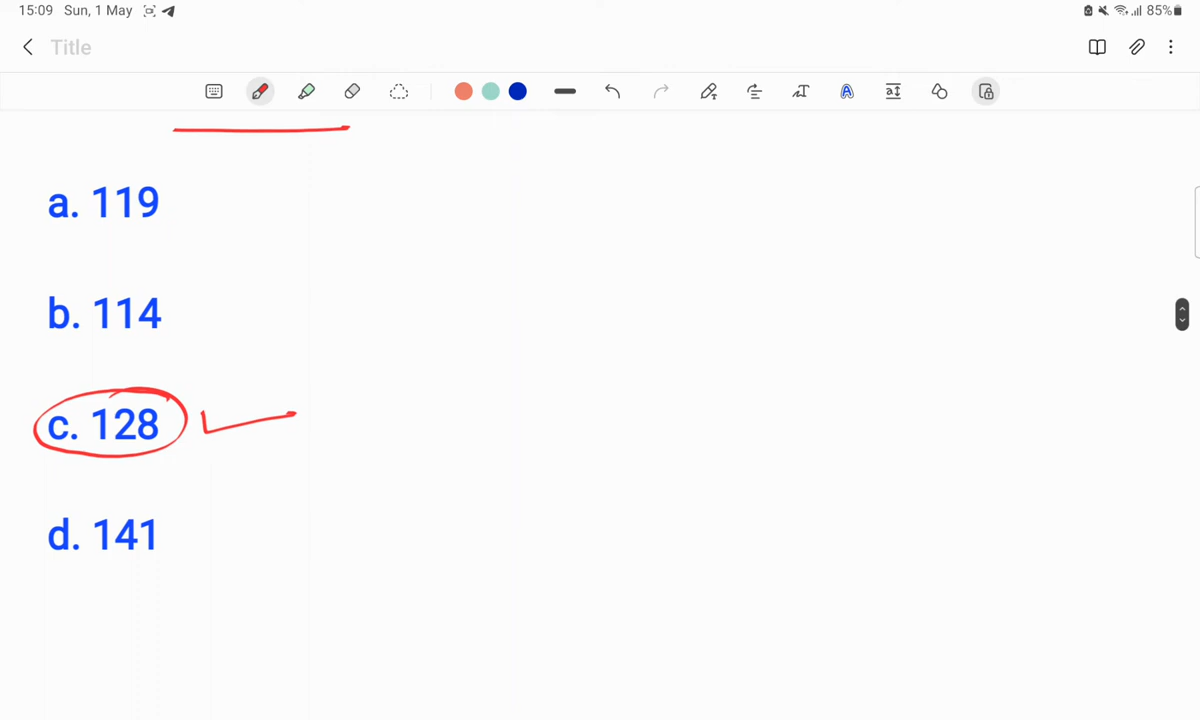 15:09 Sun, 1 May 85%
Title
a. 119
b. 114
c. 128
d. 141